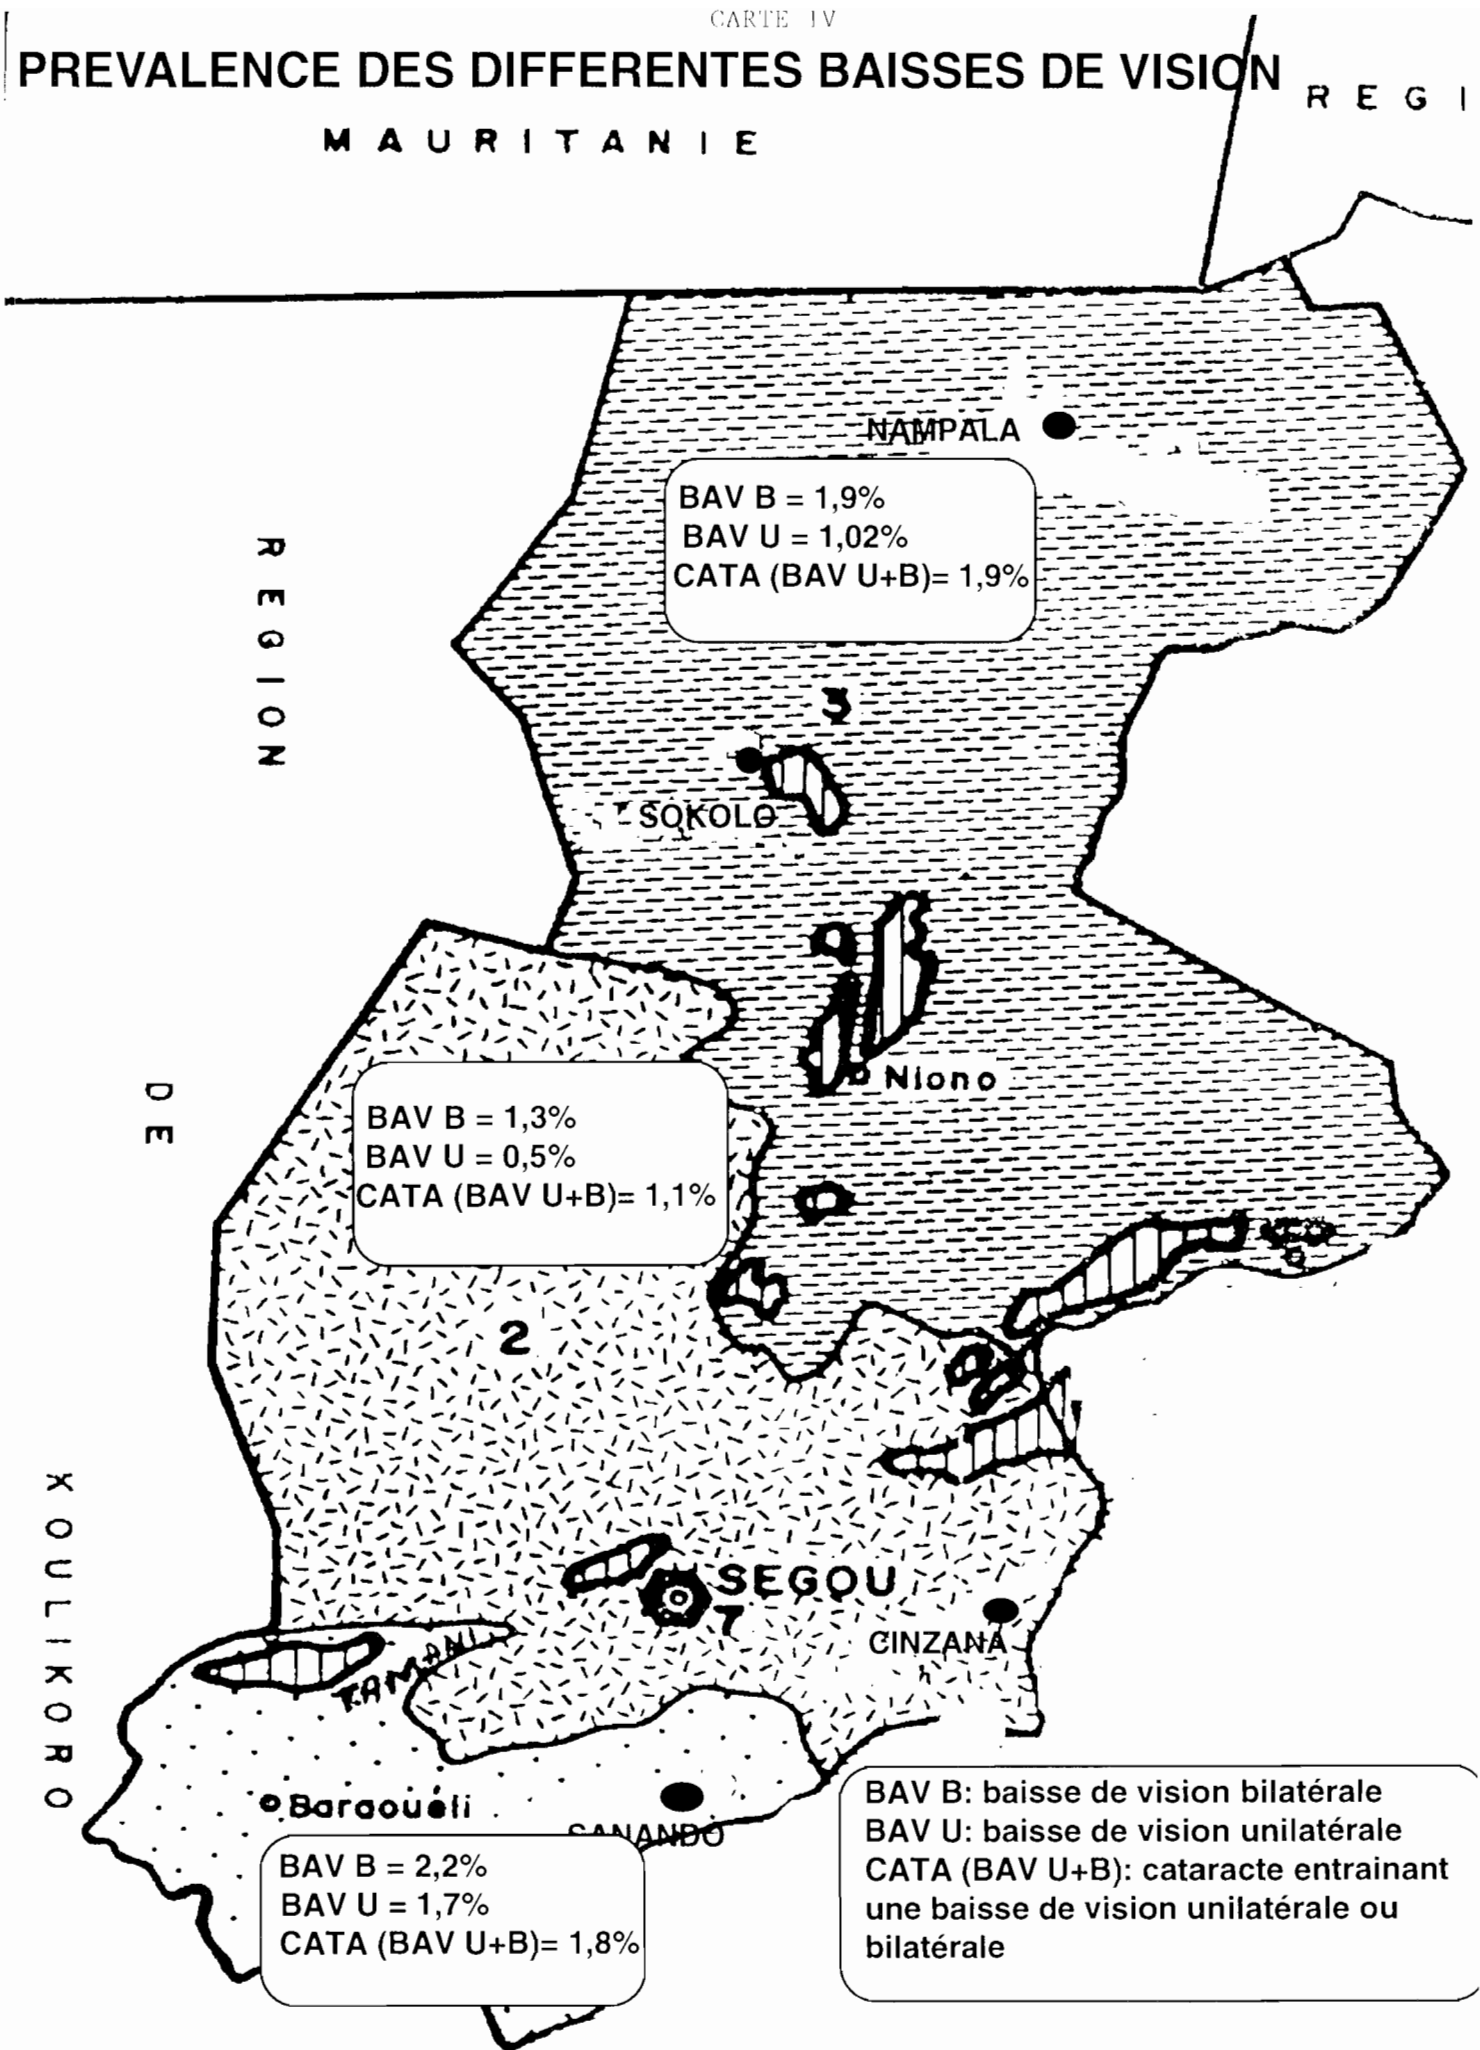 CARTE IV
PREVALENCE DES DIFFERENTES BAISSES DE VISION
REGI
MAURITANIE
NAMPALA
BAV B = 1,9%
BAV U = 1,02%
CATA (BAV U+B)= 1,9%
REGION
3
SOKOLO
Niono
DE
BAV B = 1,3%
BAV U = 0,5%
CATA (BAV U+B)= 1,1%
2
KOULIKORO
SEGOU
7
CINZANA
TAMANI
Baraouéli
SANANDO
BAV B = 2,2%
BAV U = 1,7%
CATA (BAV U+B)= 1,8%
BAV B: baisse de vision bilatérale
BAV U: baisse de vision unilatérale
CATA (BAV U+B): cataracte entrainant
une baisse de vision unilatérale ou
bilatérale